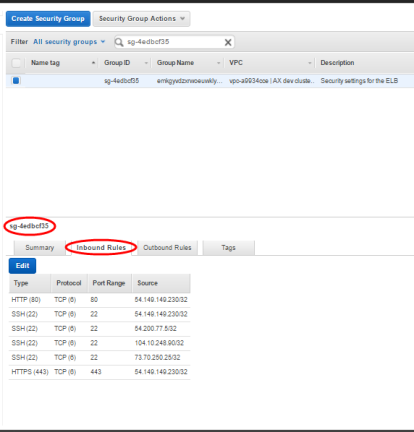 Create Security Group Security Group Actions
Filter All security groups sg-4edbcf35
Name tag Group ID Group Name VPC Description
sg-4edbcf35 vpc-a9934cce | AX dev cluste... Security settings for the ELB
sg-4edbcf35
Summary Inbound Rules Outbound Rules Tags
Edit
Type Protocol Port Range Source
HTTP (80) TCP (6) 80 54.149.149.230/32
SSH (22) TCP (6) 22 54.149.149.230/32
SSH (22) TCP (6) 22 54.200.77.5/32
SSH (22) TCP (6) 22 104.10.248.90/32
SSH (22) TCP (6) 22 73.70.250.25/32
HTTPS (443) TCP (6) 443 54.149.149.230/32